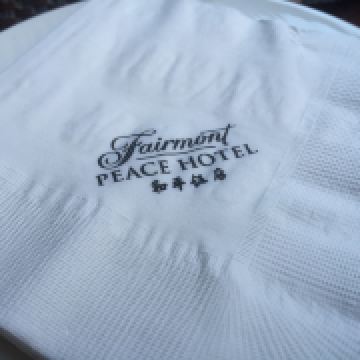 Fairmont
PEACE HOTEL
和平饭店